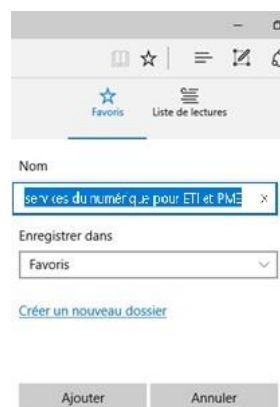 Favoris Liste de lectures
Nom
services du numérique pour ETI et PME
Enregistrer dans
Favoris
Créer un nouveau dossier
Ajouter Annuler